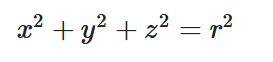 x² + y² + z² = r²